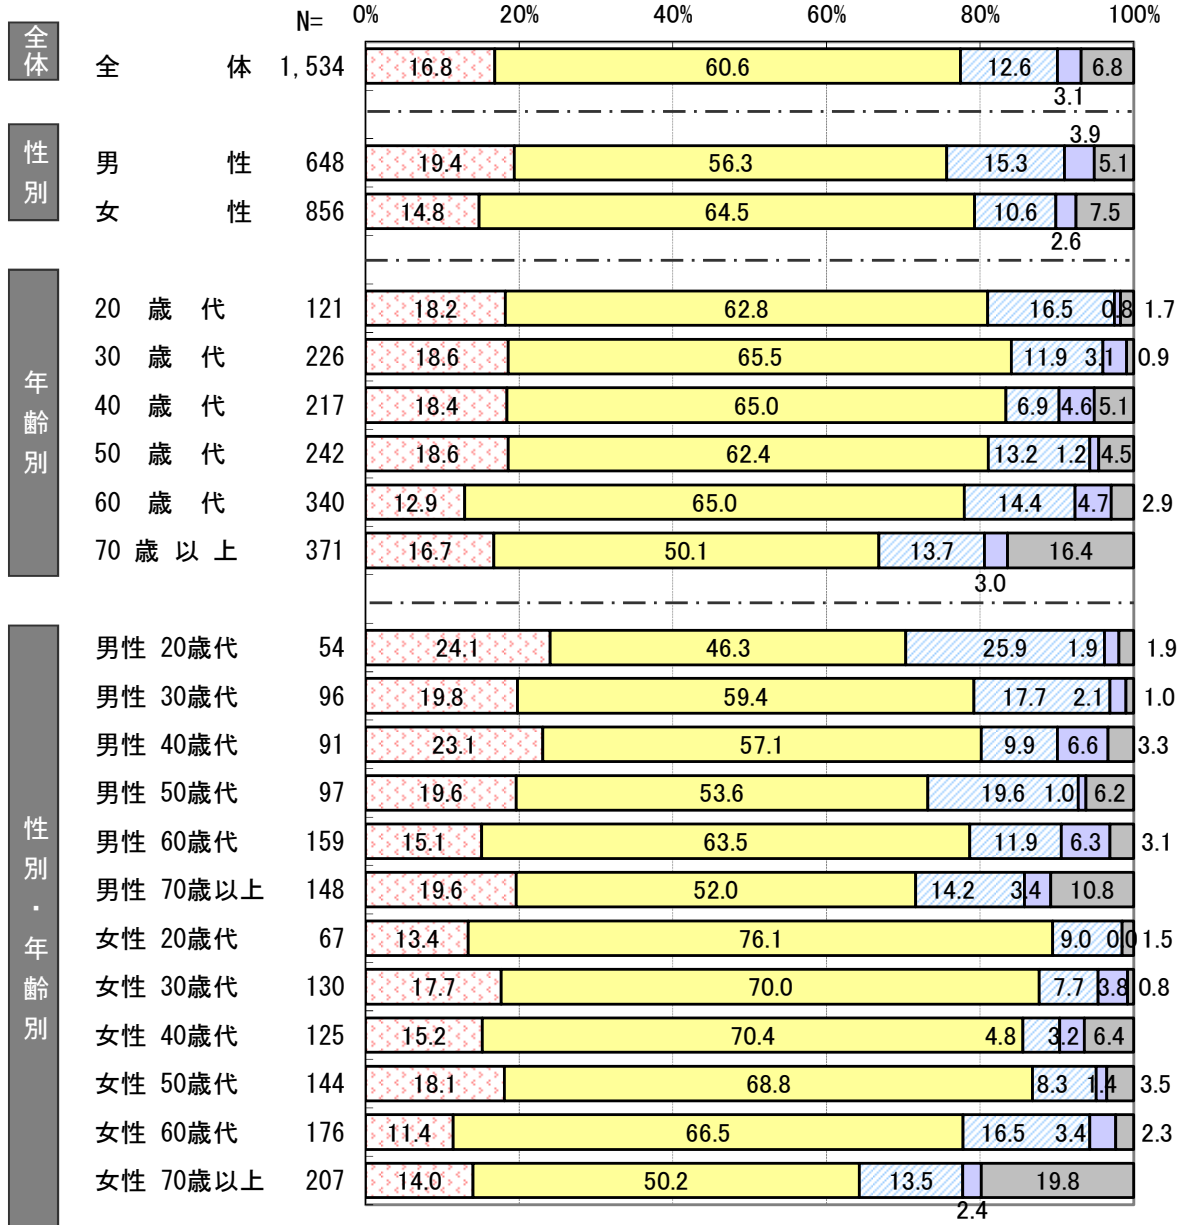 N= 0% 20% 40% 60% 80% 100%
全体
全 体 1,534 16.8 60.6 12.6 6.8
3.1
性別
3.9
男 性 648 19.4 56.3 15.3 5.1
女 性 856 14.8 64.5 10.6 7.5
2.6
年齢別
20 歳 代 121 18.2 62.8 16.5 0.8 1.7
30 歳 代 226 18.6 65.5 11.9 3.1 0.9
40 歳 代 217 18.4 65.0 6.9 4.6 5.1
50 歳 代 242 18.6 62.4 13.2 1.2 4.5
60 歳 代 340 12.9 65.0 14.4 4.7 2.9
70 歳 以 上 371 16.7 50.1 13.7 16.4
3.0
性別・年齢別
男性 20歳代 54 24.1 46.3 25.9 1.9 1.9
男性 30歳代 96 19.8 59.4 17.7 2.1 1.0
男性 40歳代 91 23.1 57.1 9.9 6.6 3.3
男性 50歳代 97 19.6 53.6 19.6 1.0 6.2
男性 60歳代 159 15.1 63.5 11.9 6.3 3.1
男性 70歳以上 148 19.6 52.0 14.2 3.4 10.8
女性 20歳代 67 13.4 76.1 9.0 0.0 1.5
女性 30歳代 130 17.7 70.0 7.7 3.8 0.8
女性 40歳代 125 15.2 70.4 4.8 3.2 6.4
女性 50歳代 144 18.1 68.8 8.3 1.4 3.5
女性 60歳代 176 11.4 66.5 16.5 3.4 2.3
女性 70歳以上 207 14.0 50.2 13.5 19.8
2.4